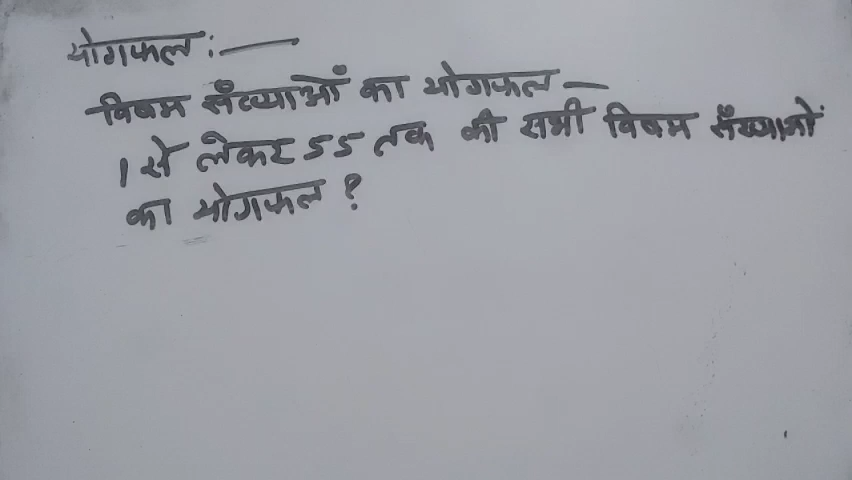 योगफल :—
विषम सँख्याओं का योगफल —
1 से लेकर 55 तक की सभी विषम सँख्याओं
का योगफल ?